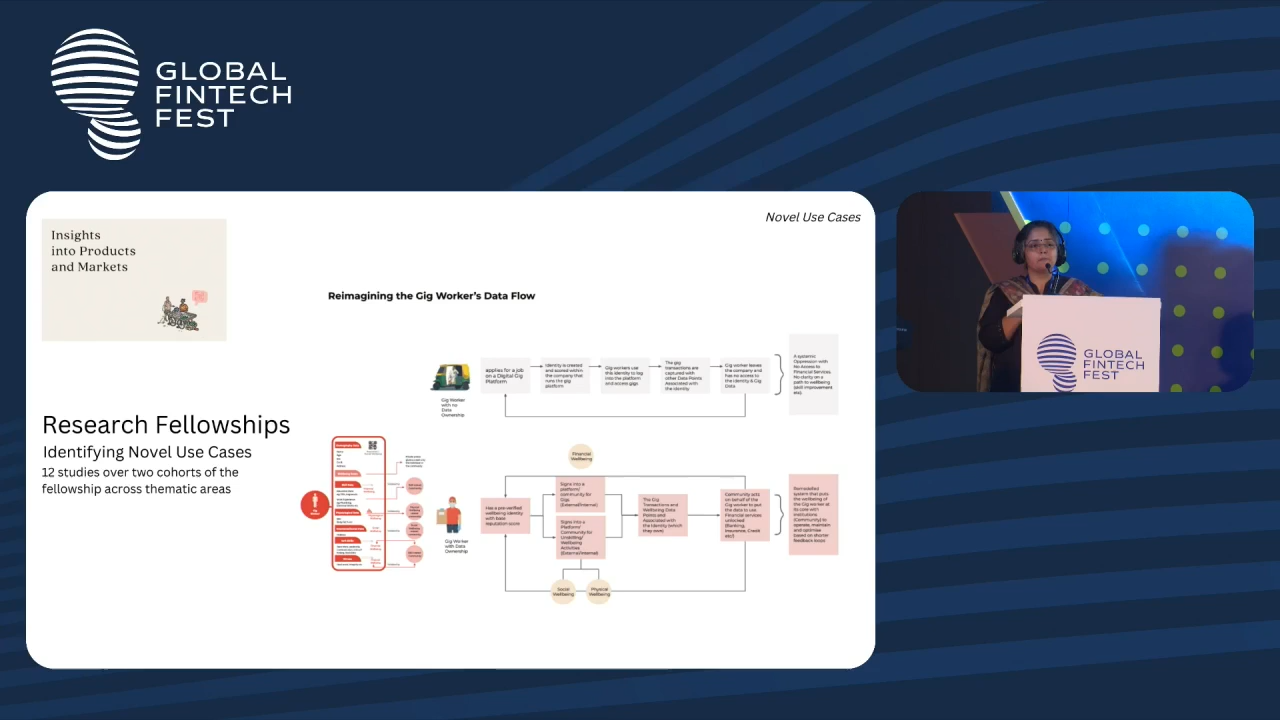 GLOBAL
FINTECH
FEST
Novel Use Cases
Insights
into Products
and Markets
Reimagining the Gig Worker's Data Flow
applies for a job
on a Digital Gig
Platform
Identity is created
and stored within
the company that
runs the gig
platform
Gig workers use
this identity to log
into the platform
and access gigs
The gig
transactions are
captured with
other Data Points
Associated with
the Identity
Gig worker leaves
the company and
has no access to
the Identity & Gig
Data
A systemic
Oppression with
No Access to
Financial Services.
No clarity on a
path to wellbeing
(skill improvement
etc).
Gig Worker
with no
Data
Ownership
Research Fellowships
Identifying Novel Use Cases
12 studies over two cohorts of the
fellowship across thematic areas
Financial
Wellbeing
Gig Worker
with Data
Ownership
Has a pre-verified
wellbeing identity
with base
reputation score
Signs into a
platform/
community for
Gigs
(External/Internal)
Signs into a
Platform/
Community for
Upskilling/
Wellbeing
Activities
(External/Internal)
The Gig
Transactions and
Wellbeing Data
Points and
Associated with
the Identity (which
they own)
Community acts
on behalf of the
Gig worker to put
the data to use.
Financial services
unlocked
(Banking,
Insurance, Credit
etc)
Remodelled
system that puts
the wellbeing of
the Gig worker at
its core with
institutions
(Community) to
operate, maintain
and optimise
based on shorter
feedback loops
Social
Wellbeing
Physical
Wellbeing
GLOBAL
FINTECH
FEST